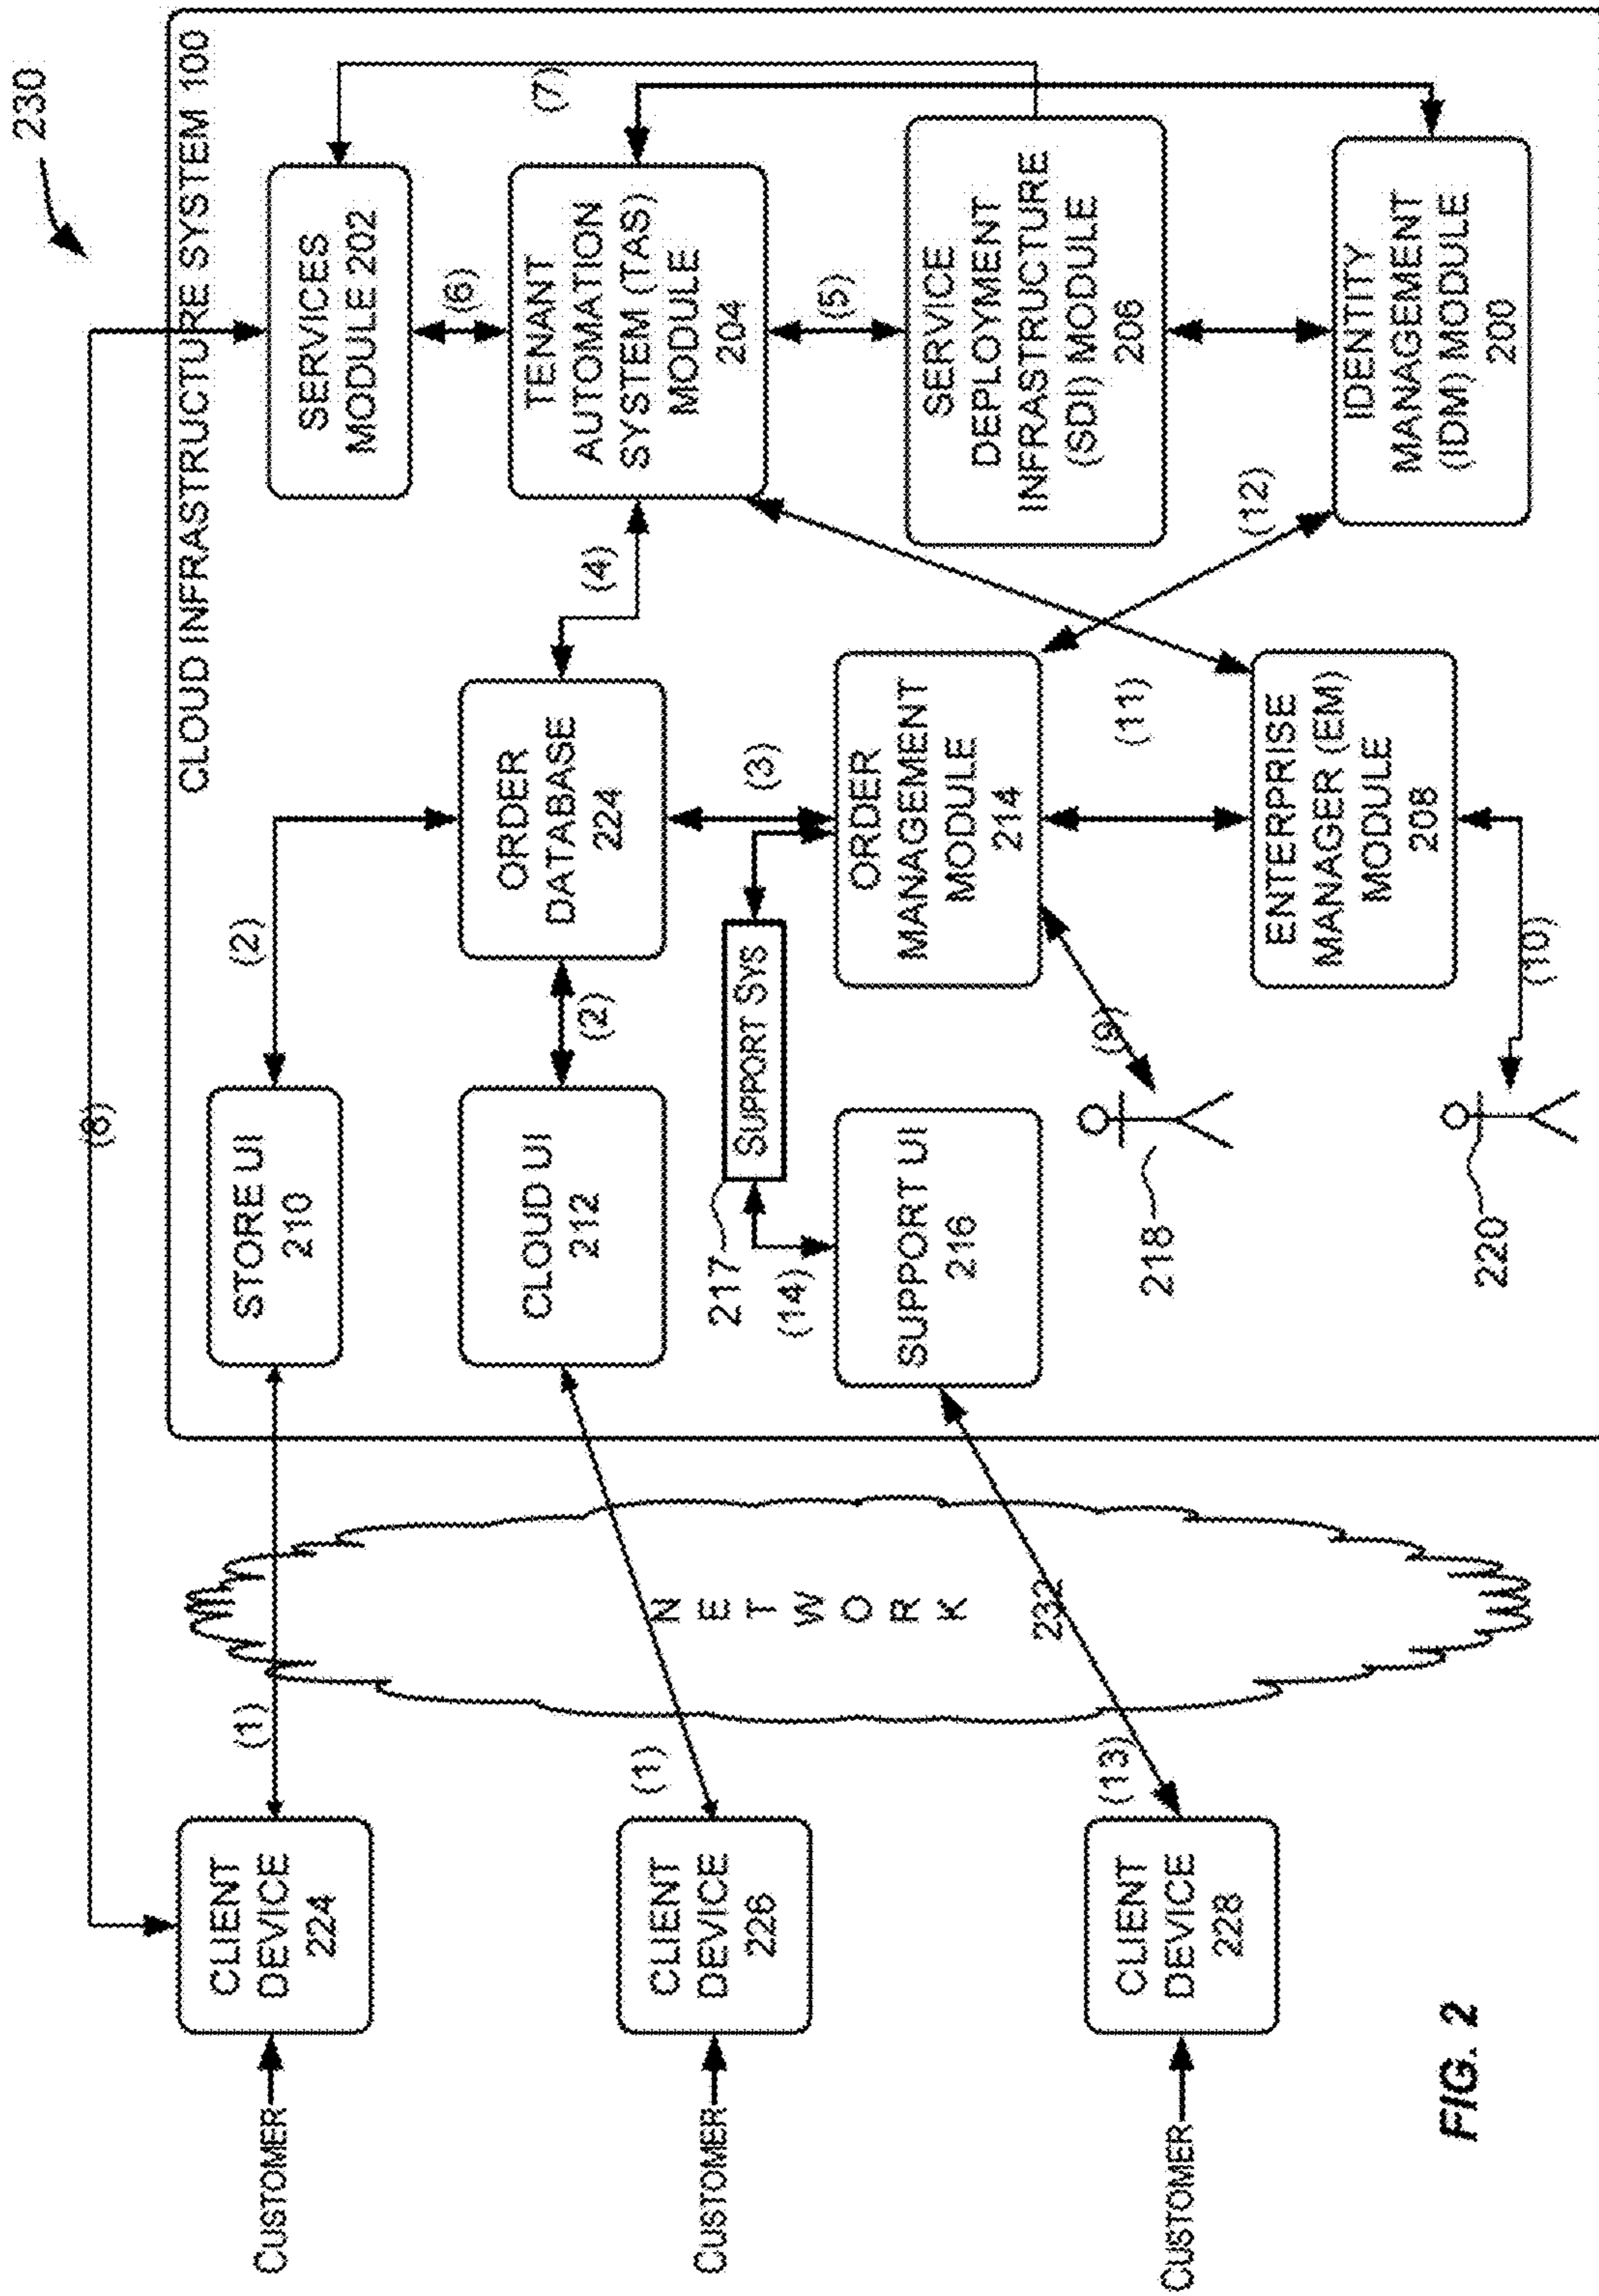 230
CLOUD INFRASTRUCTURE SYSTEM 100
(8)
CUSTOMER
CLIENT
DEVICE
224
(1)
STORE UI
210
(2)
SERVICES
MODULE 202
(6)
(7)
CUSTOMER
CLIENT
DEVICE
226
(1)
CLOUD UI
212
(2)
ORDER
DATABASE
224
(4)
TENANT
AUTOMATION
SYSTEM (TAS)
MODULE
204
(5)
NETWORK
232
217
SUPPORT SYS
(14)
(3)
CUSTOMER
CLIENT
DEVICE
228
(13)
SUPPORT UI
216
ORDER
MANAGEMENT
MODULE
214
SERVICE
DEPLOYMENT
INFRASTRUCTURE
(SDI) MODULE
206
218
(9)
(11)
(12)
220
(10)
ENTERPRISE
MANAGER (EM)
MODULE
208
IDENTITY
MANAGEMENT
(IDM) MODULE
200
FIG. 2